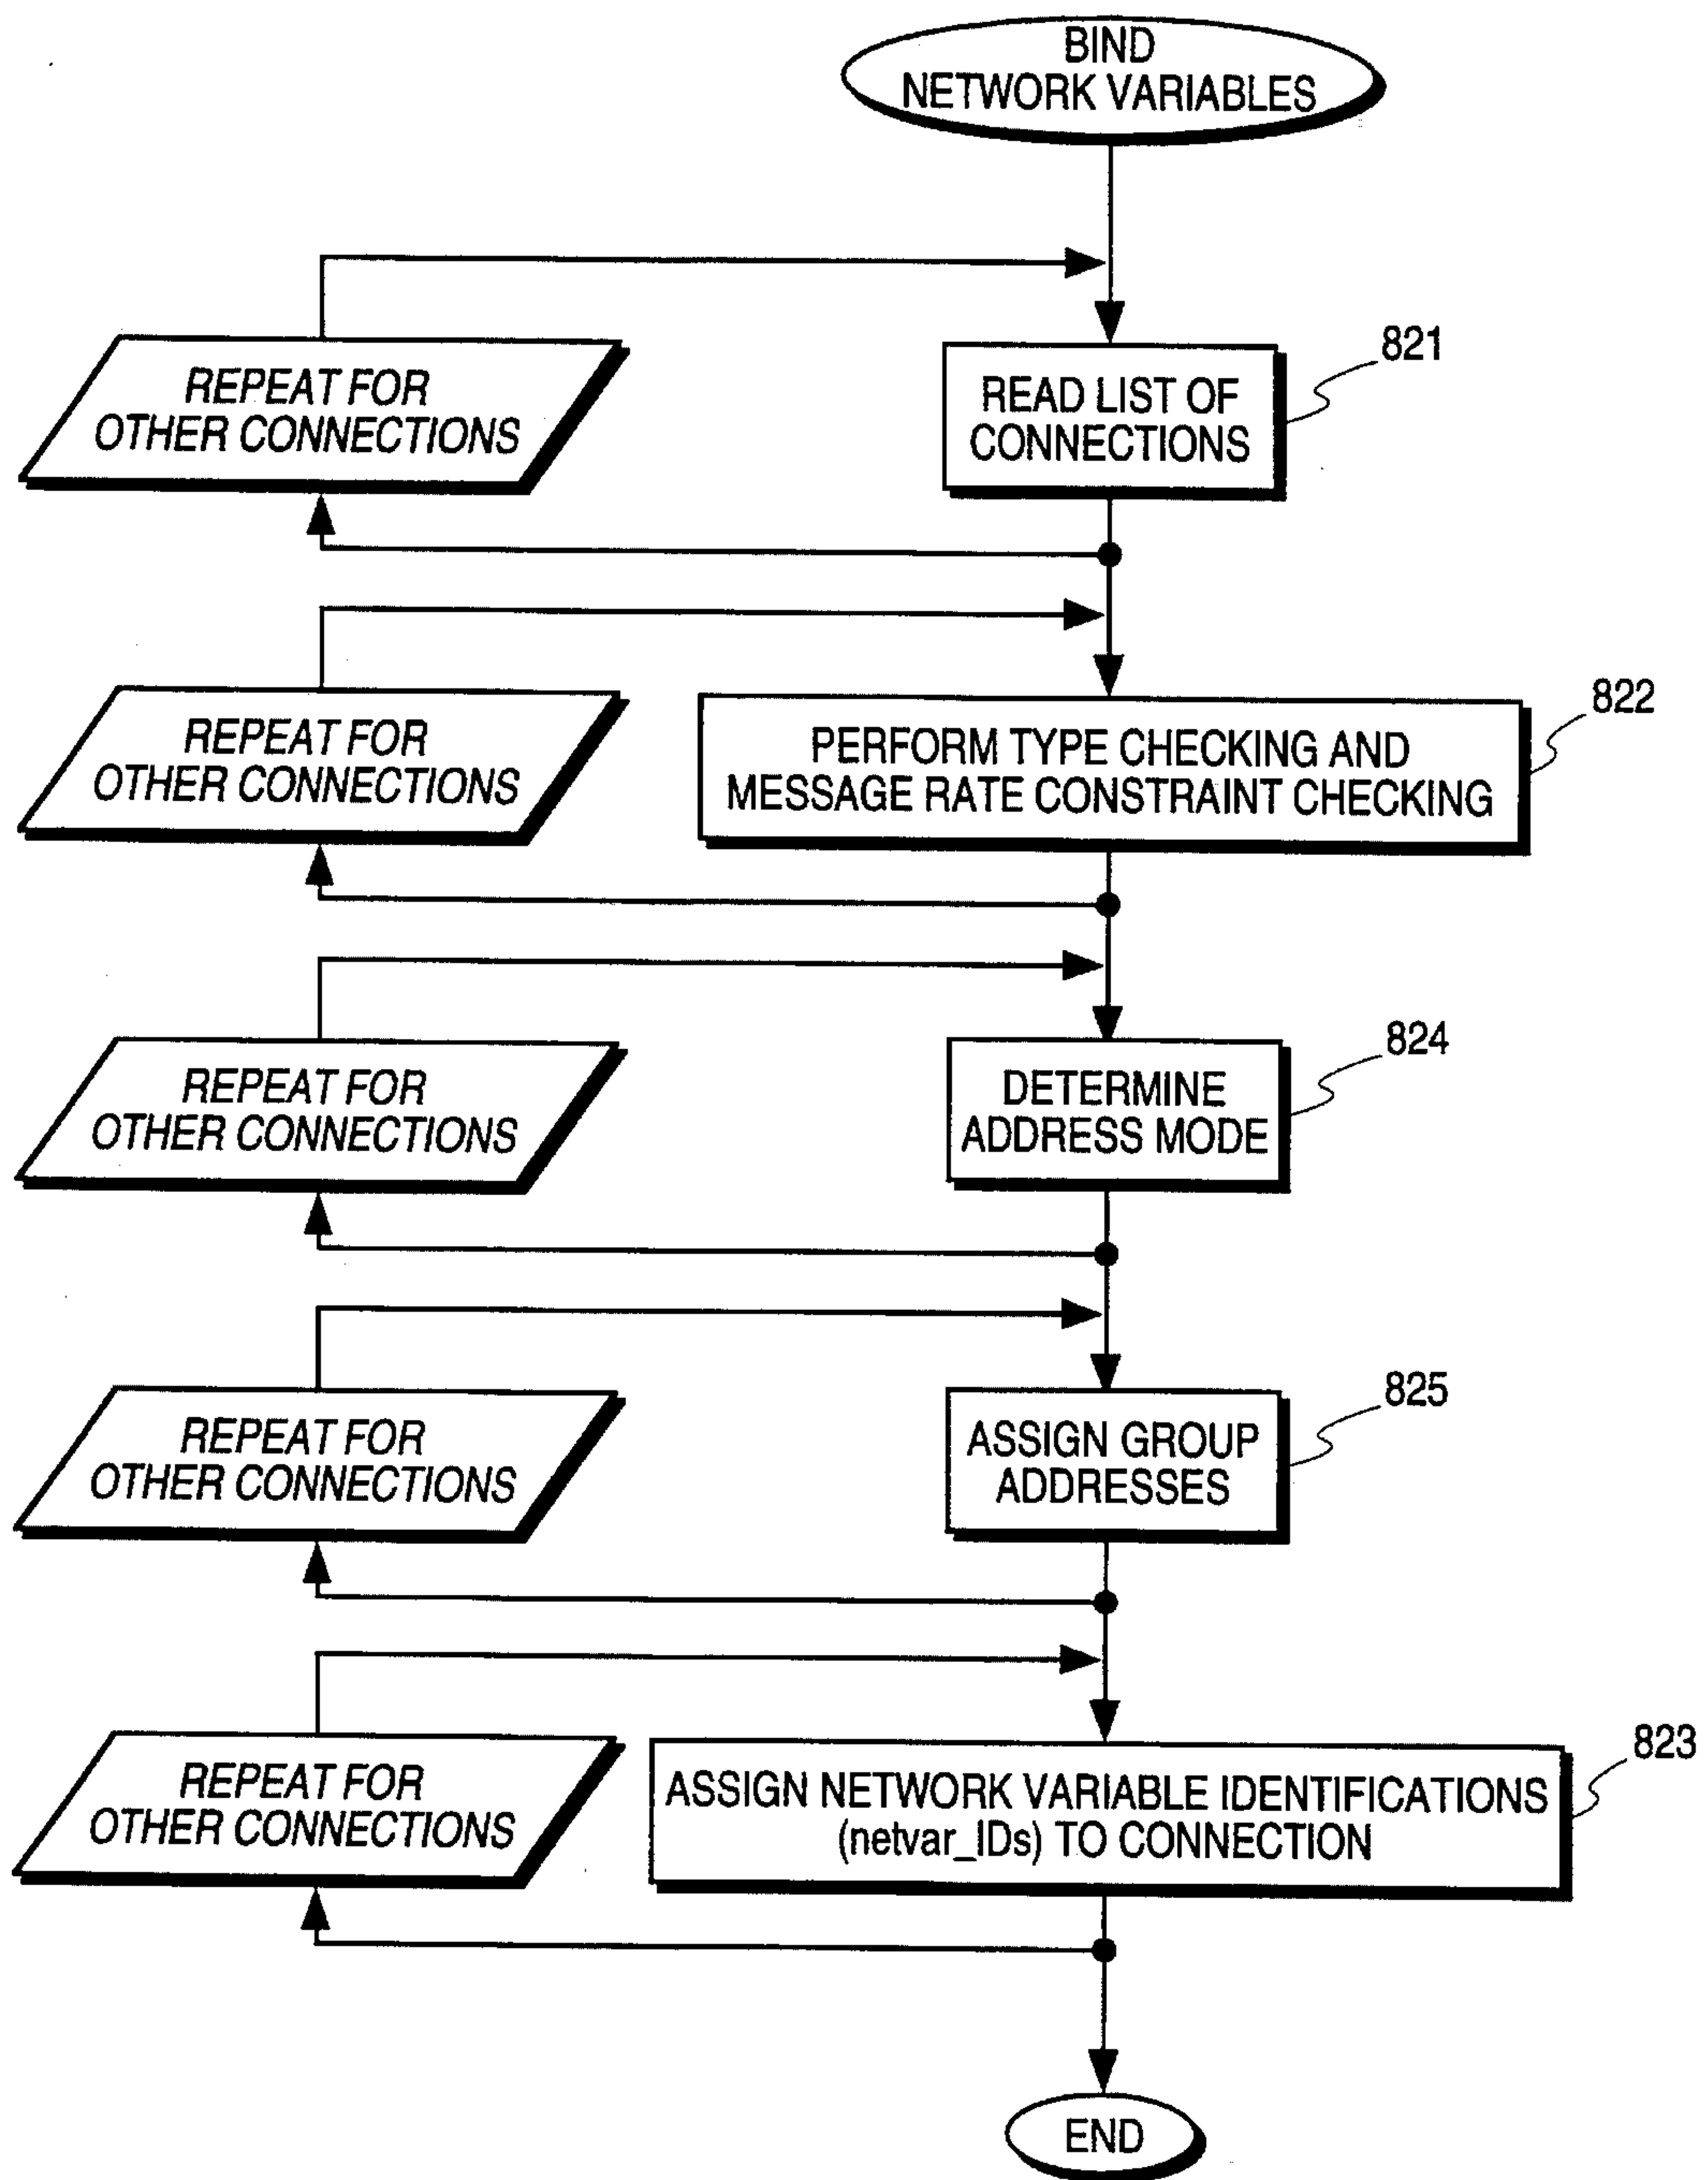 BIND
NETWORK VARIABLES
REPEAT FOR
OTHER CONNECTIONS
READ LIST OF
CONNECTIONS
821
REPEAT FOR
OTHER CONNECTIONS
PERFORM TYPE CHECKING AND
MESSAGE RATE CONSTRAINT CHECKING
822
REPEAT FOR
OTHER CONNECTIONS
DETERMINE
ADDRESS MODE
824
REPEAT FOR
OTHER CONNECTIONS
ASSIGN GROUP
ADDRESSES
825
REPEAT FOR
OTHER CONNECTIONS
ASSIGN NETWORK VARIABLE IDENTIFICATIONS
(netvar_IDs) TO CONNECTION
823
END